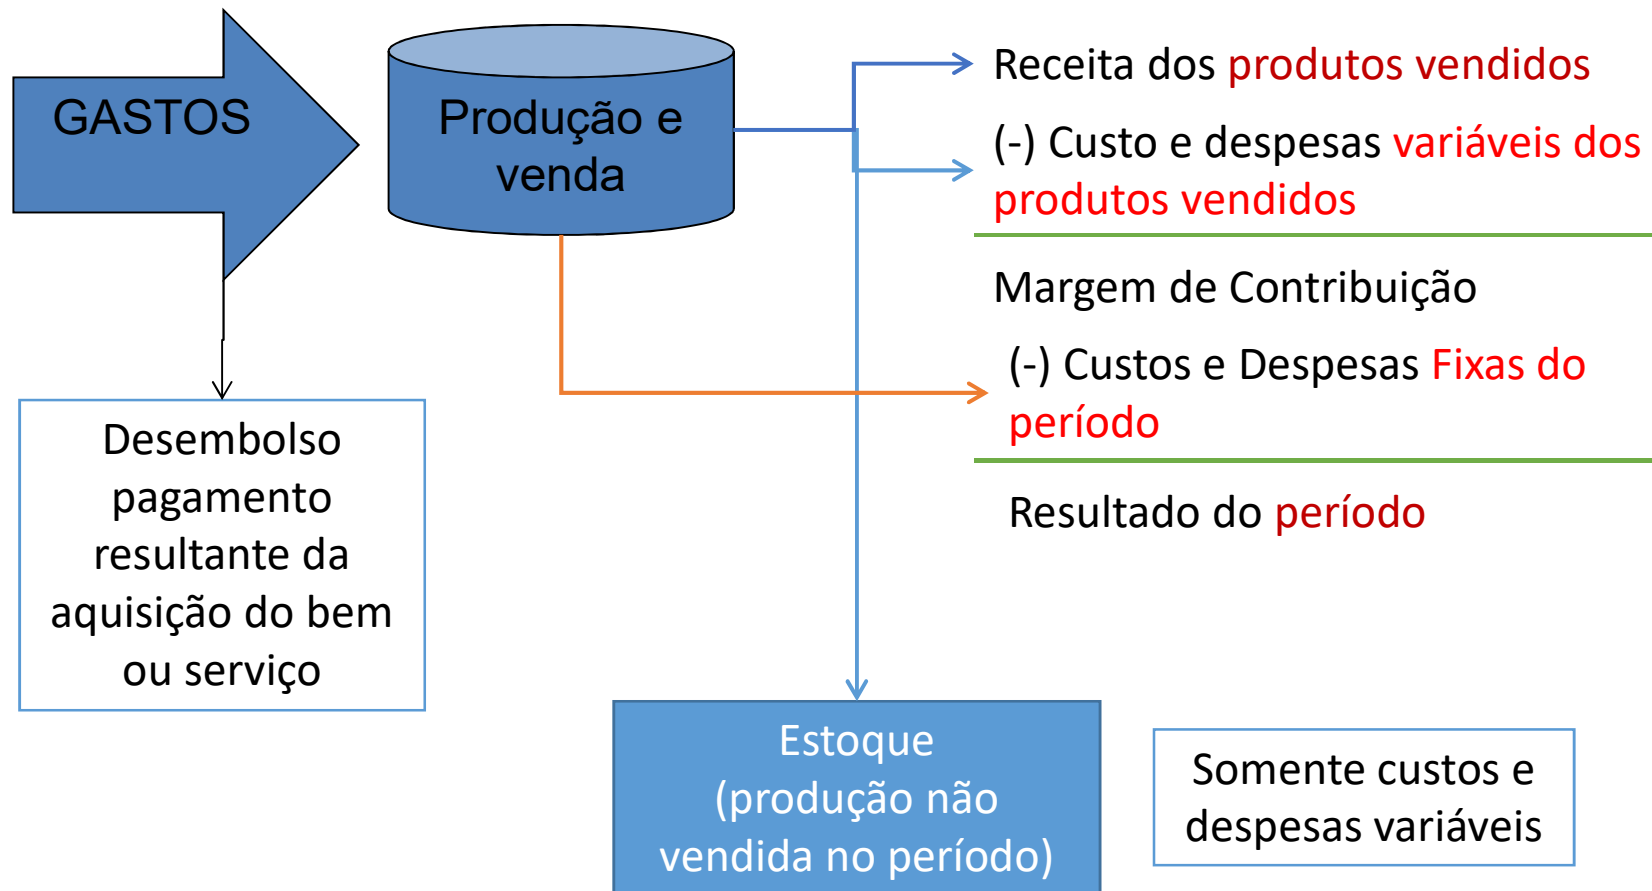 GASTOS
Produção e
venda
Receita dos produtos vendidos
(-) Custo e despesas variáveis dos
produtos vendidos
Margem de Contribuição
(-) Custos e Despesas Fixas do
período
Resultado do período
Desembolso
pagamento
resultante da
aquisição do bem
ou serviço
Estoque
(produção não
vendida no período)
Somente custos e
despesas variáveis